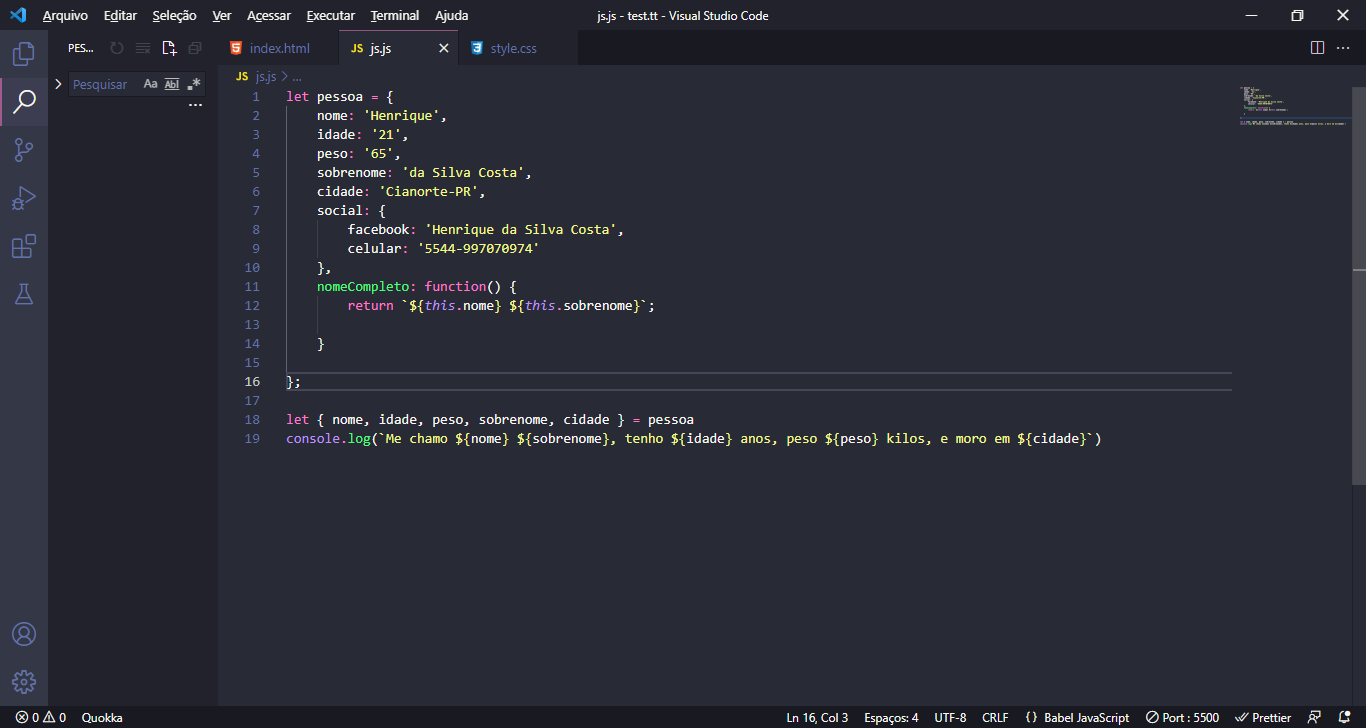 Arquivo Editar Seleção Ver Acessar Executar Terminal Ajuda js.js - test.tt - Visual Studio Code
PES... index.html JS js.js style.css
Pesquisar Aa Abl .*
JS js.js > ...
1 let pessoa = {
2 nome: 'Henrique',
3 idade: '21',
4 peso: '65',
5 sobrenome: 'da Silva Costa',
6 cidade: 'Cianorte-PR',
7 social: {
8 facebook: 'Henrique da Silva Costa',
9 celular: '5544-997070974'
10 },
11 nomeCompleto: function() {
12 return `${this.nome} ${this.sobrenome}`;
13
14 }
15
16 };
17
18 let { nome, idade, peso, sobrenome, cidade } = pessoa
19 console.log(`Me chamo ${nome} ${sobrenome}, tenho ${idade} anos, peso ${peso} kilos, e moro em ${cidade}`)
0 0 Quokka Ln 16, Col 3 Espaços: 4 UTF-8 CRLF {} Babel JavaScript Port : 5500 Prettier